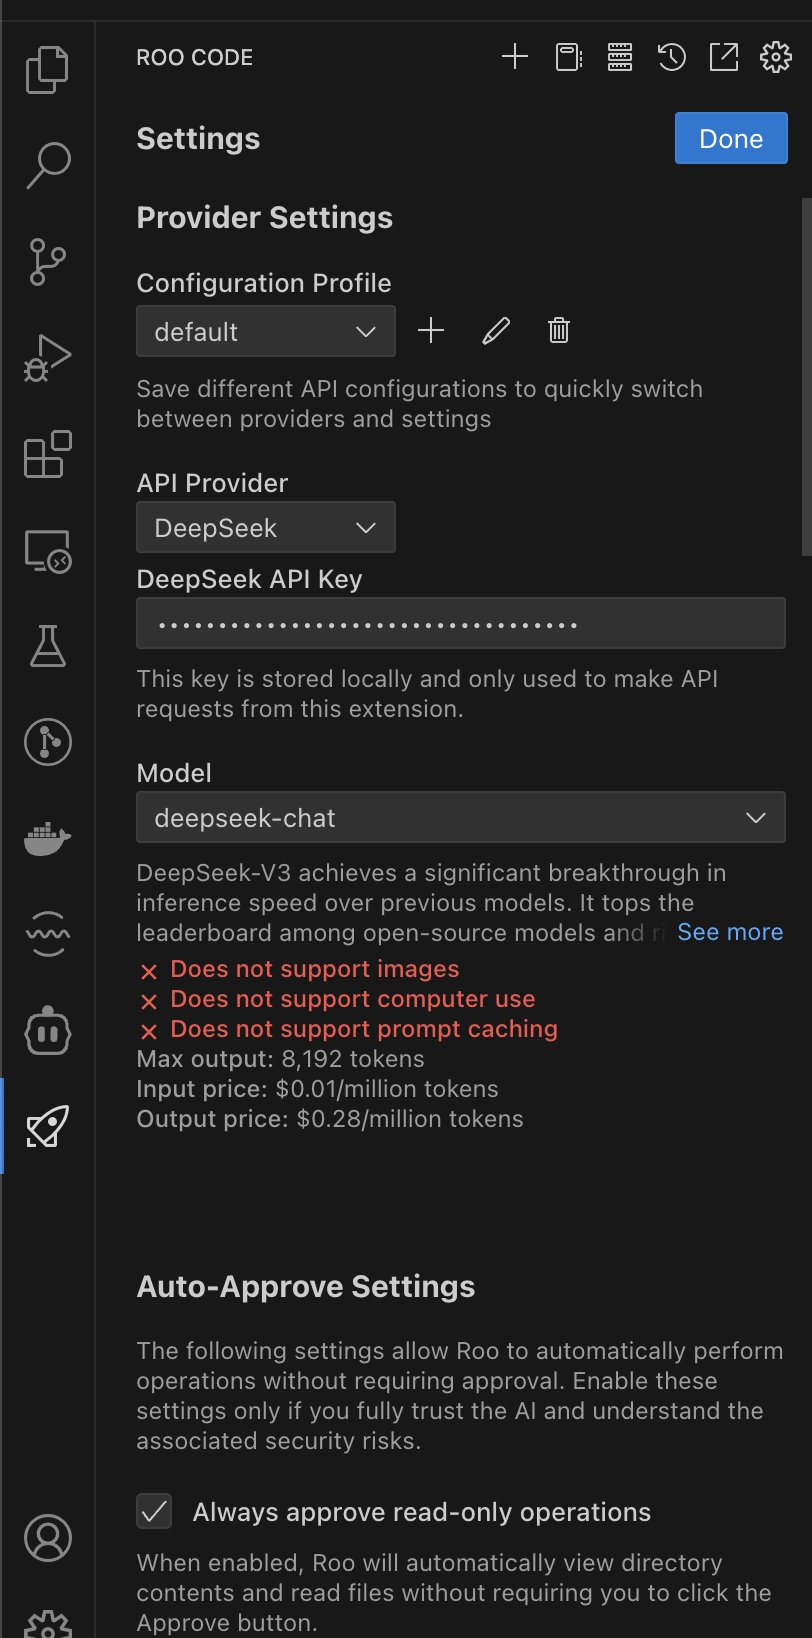 ROO CODE
Settings
Done
Provider Settings
Configuration Profile
default
Save different API configurations to quickly switch
between providers and settings
API Provider
DeepSeek
DeepSeek API Key
••••••••••••••••••••••••••••••••••• 
This key is stored locally and only used to make API
requests from this extension.
Model
deepseek-chat
DeepSeek-V3 achieves a significant breakthrough in
inference speed over previous models. It tops the
leaderboard among open-source models and See more
Does not support images
Does not support computer use
Does not support prompt caching
Max output: 8,192 tokens
Input price: $0.01/million tokens
Output price: $0.28/million tokens
Auto-Approve Settings
The following settings allow Roo to automatically perform
operations without requiring approval. Enable these
settings only if you fully trust the AI and understand the
associated security risks.
Always approve read-only operations
When enabled, Roo will automatically view directory
contents and read files without requiring you to click the
Approve button.